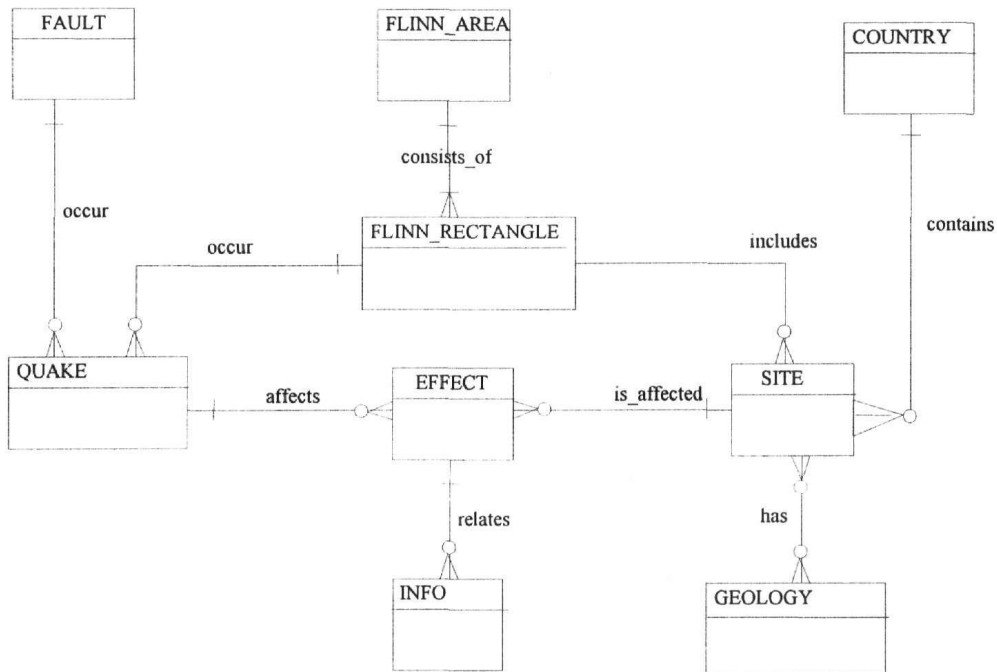 FAULT
FLINN_AREA
COUNTRY
consists_of
occur
FLINN_RECTANGLE
contains
occur
includes
QUAKE
EFFECT
SITE
affects
is_affected
relates
has
INFO
GEOLOGY